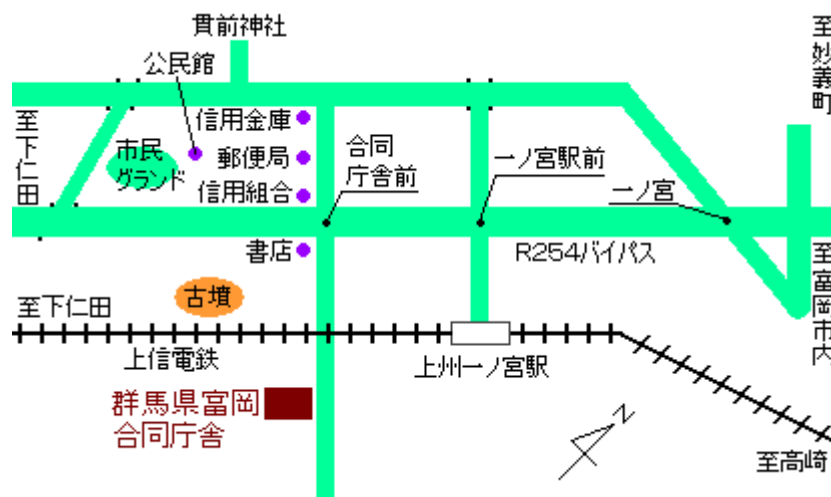 貫前神社
公民館
至妙義町
信用金庫
至下仁田
市民
グランド
郵便局
合同
庁舎前
一ノ宮駅前
信用組合
一ノ宮
書店
R254バイパス
至富岡市内
古墳
至下仁田
上信電鉄
上州一ノ宮駅
群馬県富岡
合同庁舎
N
至高崎